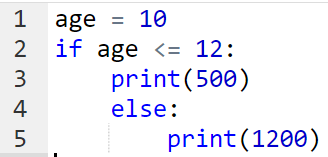 1 age = 10
2 if age <= 12:
3     print(500)
4     else:
5         print(1200)